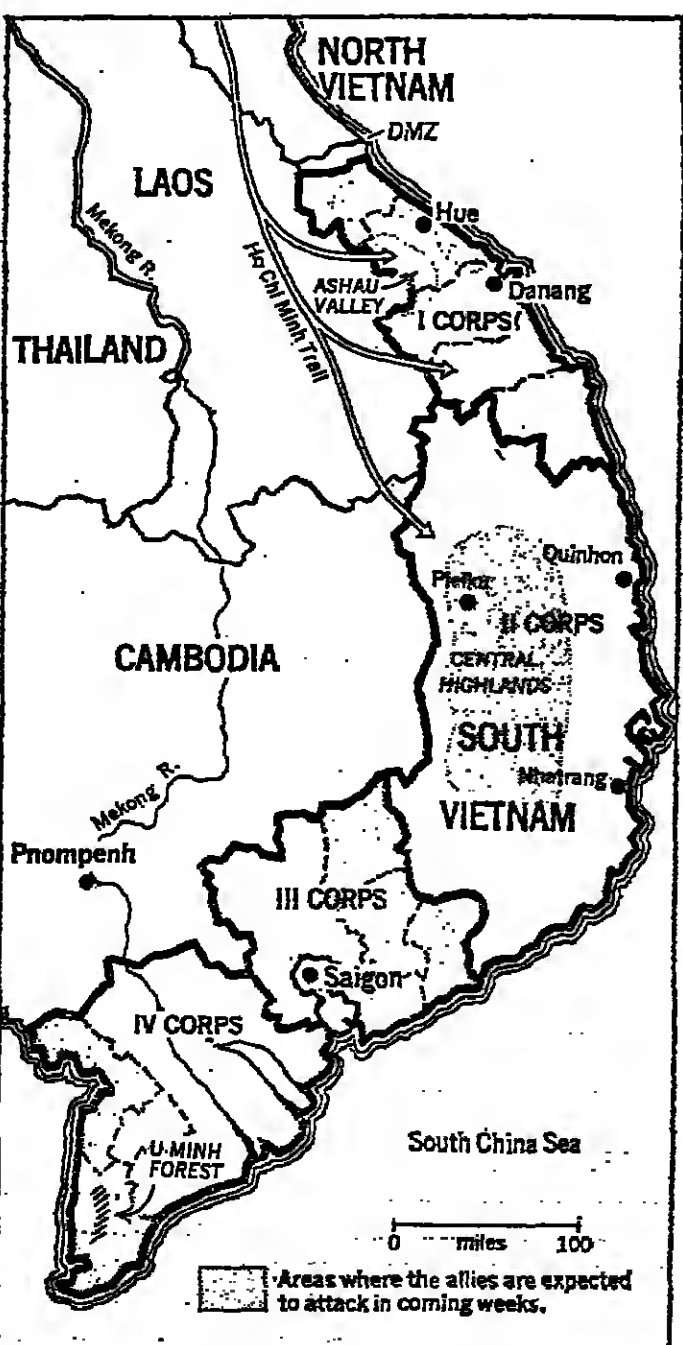 NORTH
VIETNAM
DMZ
LAOS
Hue
Mekong R.
ASHAU
VALLEY
Danang
Ho Chi Minh Trail
I CORPS
THAILAND
Quinhon
Pleiku
II CORPS
CAMBODIA
CENTRAL
HIGHLANDS
SOUTH
Nhatrang
Mekong R.
VIETNAM
Pnompenh
III CORPS
Saigon
IV CORPS
U MINH
FOREST
South China Sea
0 miles 100
Areas where the allies are expected
to attack in coming weeks.